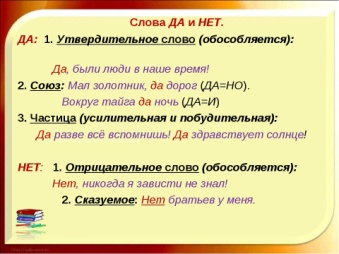 Слова ДА и НЕТ.
ДА: 1. Утвердительное слово (обособляется):
Да, были люди в наше время!
2. Союз: Мал золотник, да дорог (ДА=НО).
Вокруг тайга да ночь (ДА=И)
3. Частица (усилительная и побудительная):
Да разве всё вспомнишь! Да здравствует солнце!
НЕТ: 1. Отрицательное слово (обособляется):
Нет, никогда я зависти не знал!
2. Сказуемое: Нет братьев у меня.